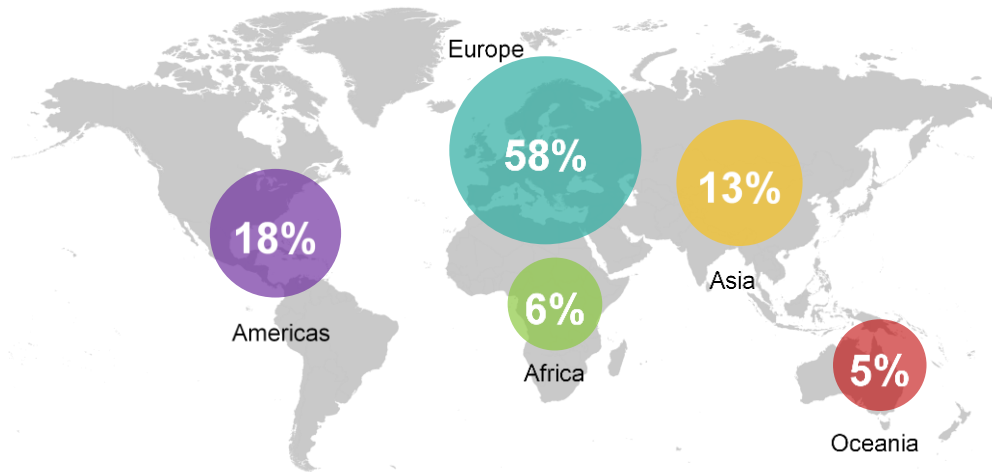 Europe
58%
13%
18%
Asia
6%
Americas
5%
Africa
Oceania